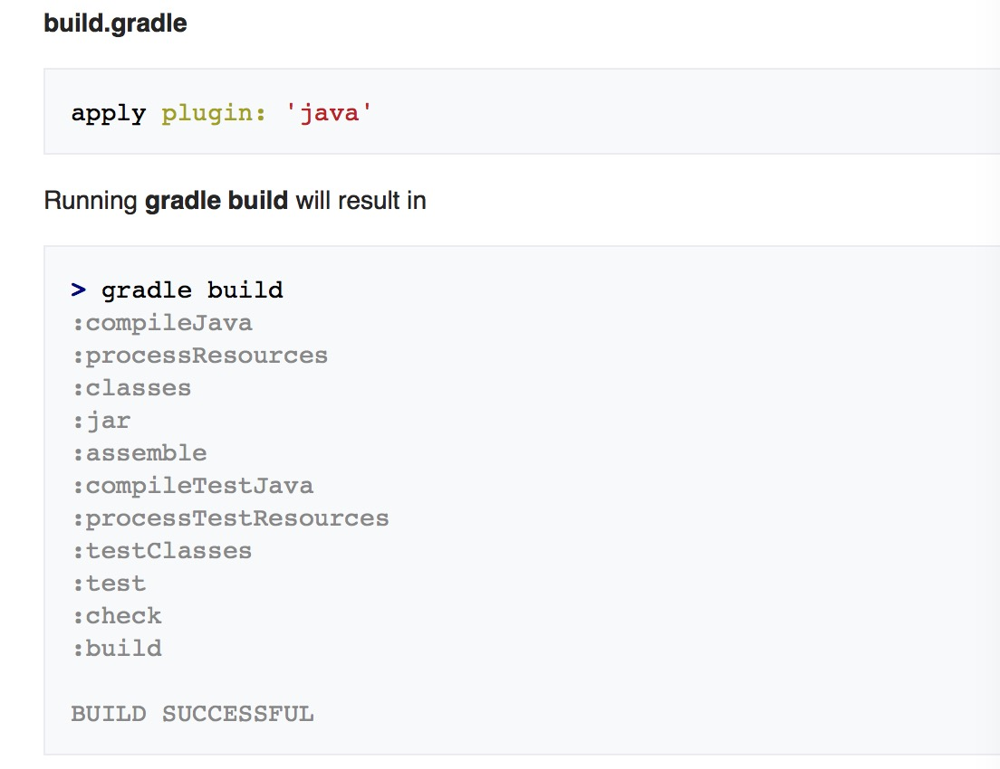 build.gradle
apply plugin: 'java'
Running gradle build will result in
> gradle build
:compileJava
:processResources
:classes
:jar
:assemble
:compileTestJava
:processTestResources
:testClasses
:test
:check
:build
BUILD SUCCESSFUL